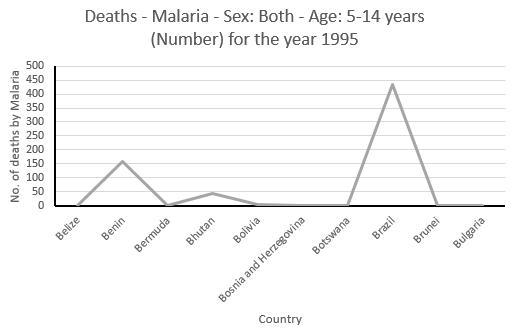 Deaths - Malaria - Sex: Both - Age: 5-14 years
(Number) for the year 1995
No. of deaths by Malaria
500
450
400
350
300
250
200
150
100
50
0
Belize
Benin
Bermuda
Bhutan
Bolivia
Bosnia and Herzegovina
Botswana
Brazil
Brunei
Bulgaria
Country